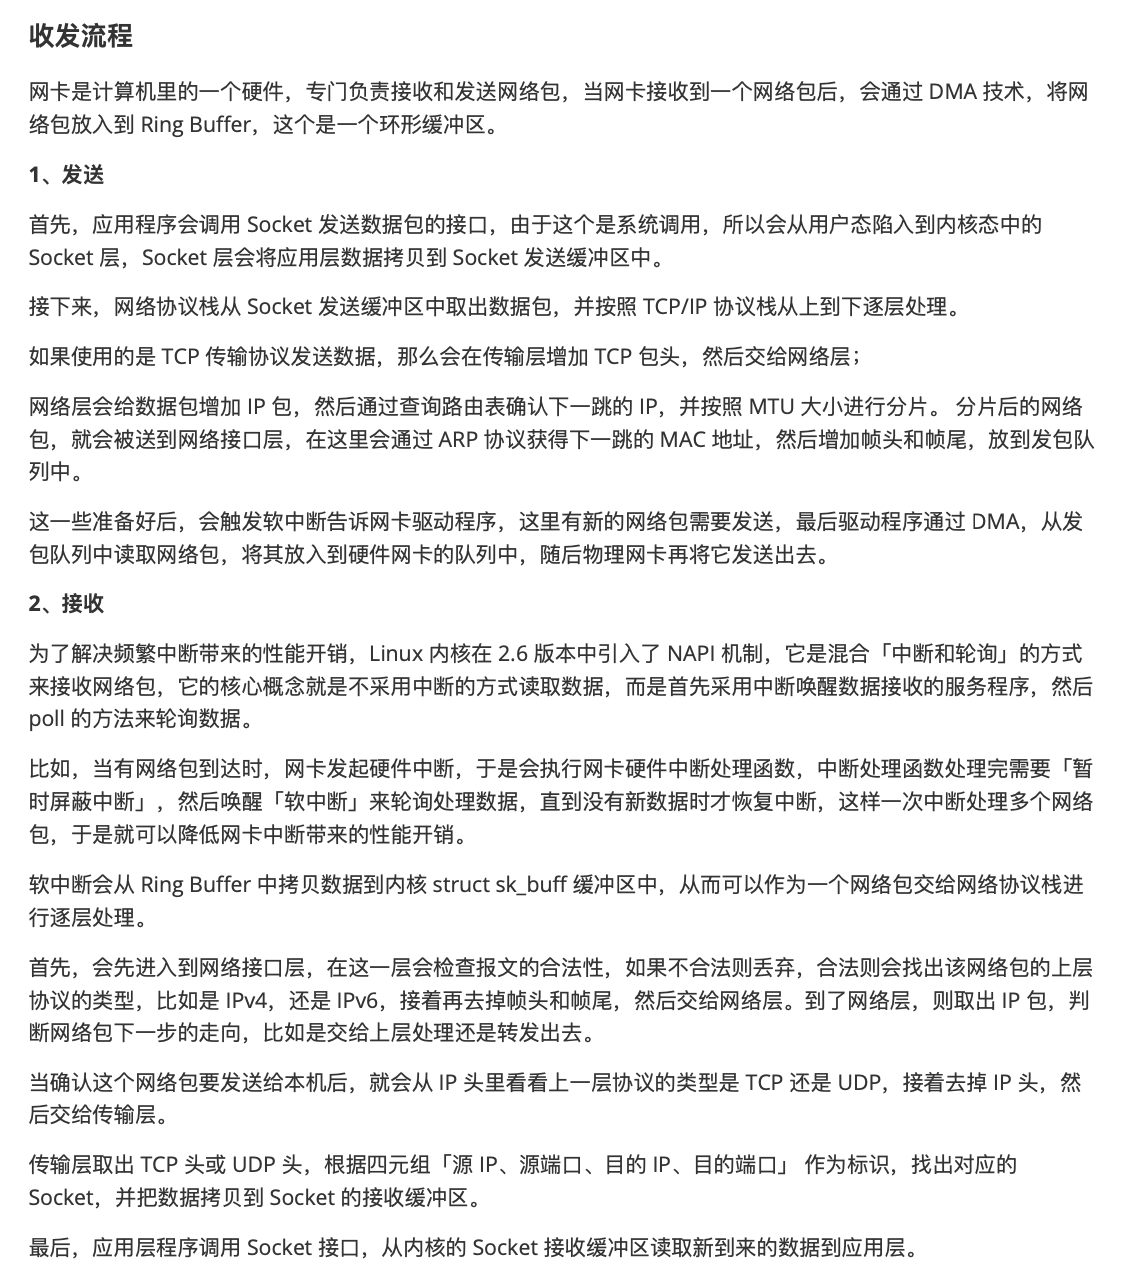 收发流程
网卡是计算机里的一个硬件，专门负责接收和发送网络包，当网卡接收到一个网络包后，会通过 DMA 技术，将网
络包放入到 Ring Buffer，这个是一个环形缓冲区。
1、发送
首先，应用程序会调用 Socket 发送数据包的接口，由于这个是系统调用，所以会从用户态陷入到内核态中的
Socket 层，Socket 层会将应用层数据拷贝到 Socket 发送缓冲区中。
接下来，网络协议栈从 Socket 发送缓冲区中取出数据包，并按照 TCP/IP 协议栈从上到下逐层处理。
如果使用的是 TCP 传输协议发送数据，那么会在传输层增加 TCP 包头，然后交给网络层；
网络层会给数据包增加 IP 包，然后通过查询路由表确认下一跳的 IP，并按照 MTU 大小进行分片。 分片后的网络
包，就会被送到网络接口层，在这里会通过 ARP 协议获得下一跳的 MAC 地址，然后增加帧头和帧尾，放到发包队
列中。
这一些准备好后，会触发软中断告诉网卡驱动程序，这里有新的网络包需要发送，最后驱动程序通过 DMA，从发
包队列中读取网络包，将其放入到硬件网卡的队列中，随后物理网卡再将它发送出去。
2、接收
为了解决频繁中断带来的性能开销，Linux 内核在 2.6 版本中引入了 NAPI 机制，它是混合「中断和轮询」的方式
来接收网络包，它的核心概念就是不采用中断的方式读取数据，而是首先采用中断唤醒数据接收的服务程序，然后
poll 的方法来轮询数据。
比如，当有网络包到达时，网卡发起硬件中断，于是会执行网卡硬件中断处理函数，中断处理函数处理完需要「暂
时屏蔽中断」，然后唤醒「软中断」来轮询处理数据，直到没有新数据时才恢复中断，这样一次中断处理多个网络
包，于是就可以降低网卡中断带来的性能开销。
软中断会从 Ring Buffer 中拷贝数据到内核 struct sk_buff 缓冲区中，从而可以作为一个网络包交给网络协议栈进
行逐层处理。
首先，会先进入到网络接口层，在这一层会检查报文的合法性，如果不合法则丢弃，合法则会找出该网络包的上层
协议的类型，比如是 IPv4，还是 IPv6，接着再去掉帧头和帧尾，然后交给网络层。到了网络层，则取出 IP 包，判
断网络包下一步的走向，比如是交给上层处理还是转发出去。
当确认这个网络包要发送给本机后，就会从 IP 头里看看上一层协议的类型是 TCP 还是 UDP，接着去掉 IP 头，然
后交给传输层。
传输层取出 TCP 头或 UDP 头，根据四元组「源 IP、源端口、目的 IP、目的端口」 作为标识，找出对应的
Socket，并把数据拷贝到 Socket 的接收缓冲区。
最后，应用层程序调用 Socket 接口，从内核的 Socket 接收缓冲区读取新到来的数据到应用层。